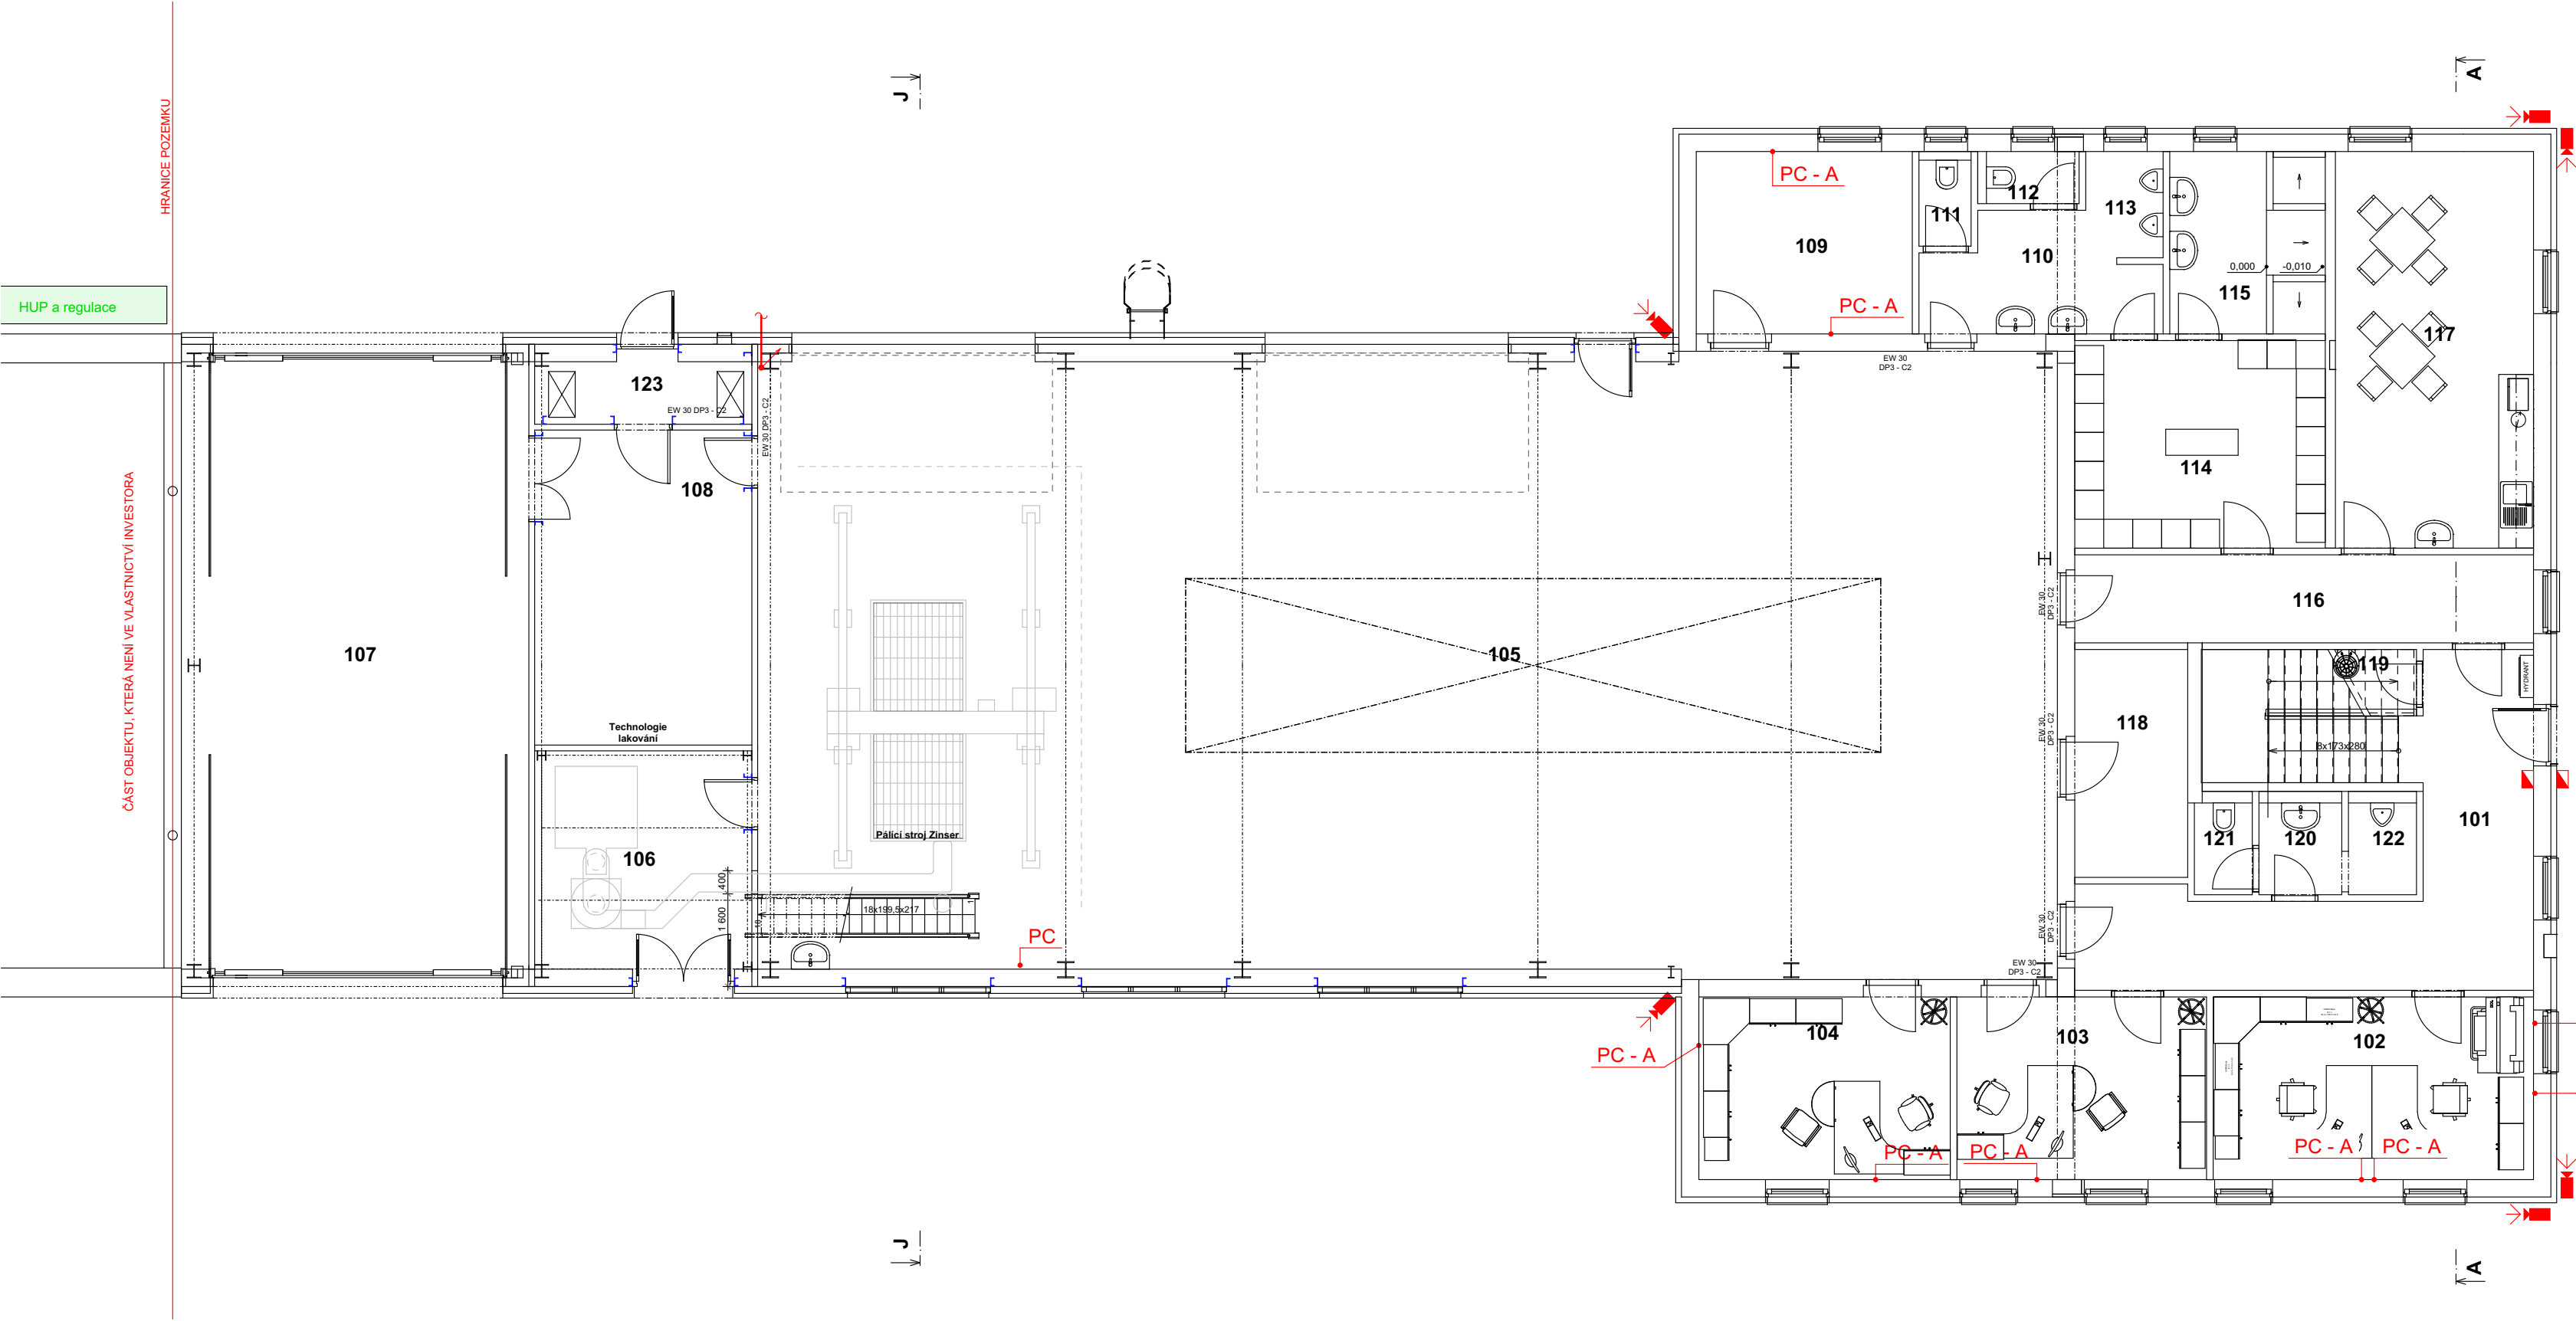 J
A
HRANICE POZEMKU
PC - A
112
111
113
109
110
0,000
-0,010
115
HUP a regulace
PC - A
117
EW 30
DP3 - C2
123
EW 30 DP3 - C2
EW 30 DP3 - C2
114
108
ČÁST OBJEKTU, KTERÁ NENÍ VE VLASTNICTVÍ INVESTORA
EW 30
DP3 - C2
116
107
105
119
HYDRANT
118
EW 30
DP3 - C2
Technologie
lakování
8x173x280
Pálící stroj Zinser
101
121
120
122
106
400
1 600
18x199,5x217
EW 30
DP3 - C2
PC
EW 30
DP3 - C2
104
103
102
PC - A
PC - A
PC - A
PC - A
PC - A
J
A